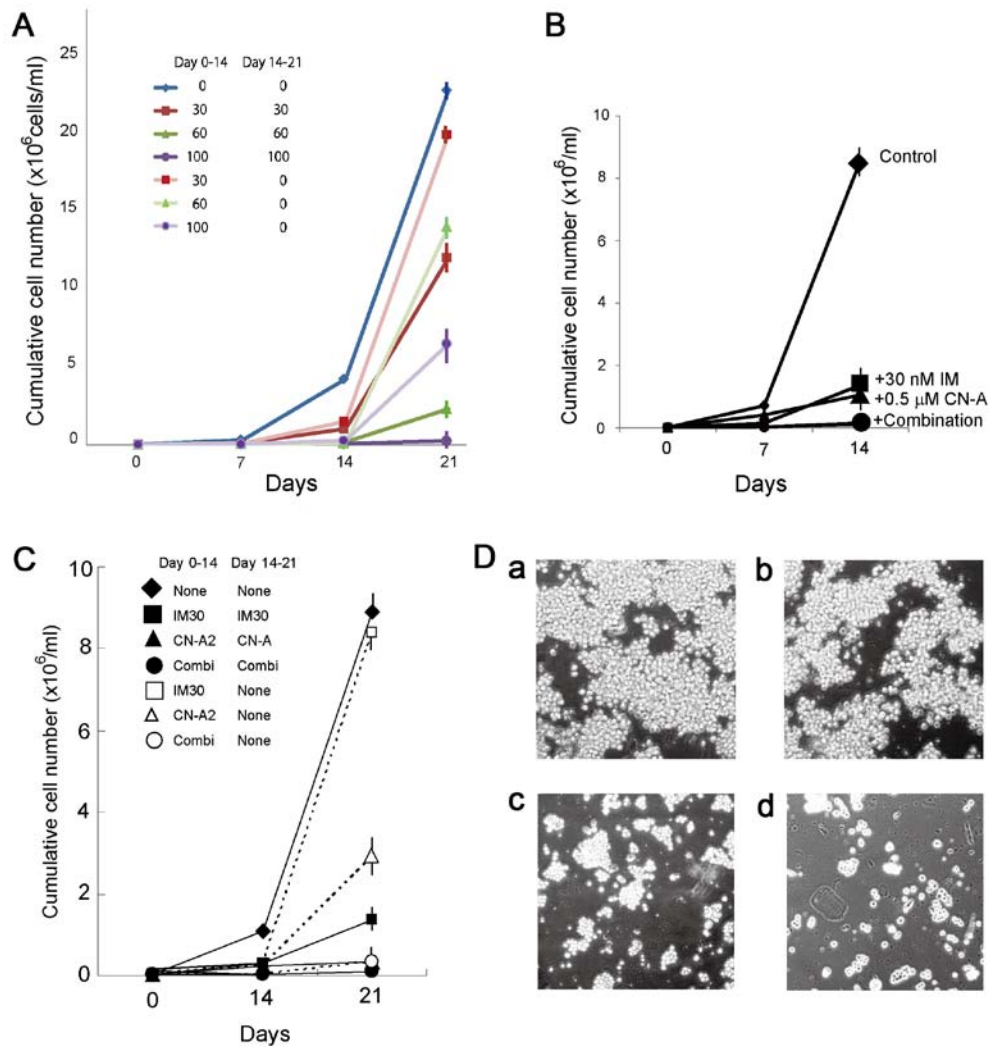 A
Cumulative cell number (x10⁶cells/ml)
25
20
15
10
5
0
Day 0-14 Day 14-21
0 0
30 30
60 60
100 100
30 0
60 0
100 0
0 7 14 21
Days
B
Cumulative cell number (x10⁶/ml)
10
8
6
4
2
0
Control
+30 nM IM
+0.5 µM CN-A
+Combination
0 7 14
Days
C
Cumulative cell number (x10⁶/ml)
10
8
6
4
2
0
Day 0-14 Day 14-21
None None
IM30 IM30
CN-A2 CN-A
Combi Combi
IM30 None
CN-A2 None
Combi None
0 14 21
Days
D
a
b
c
d